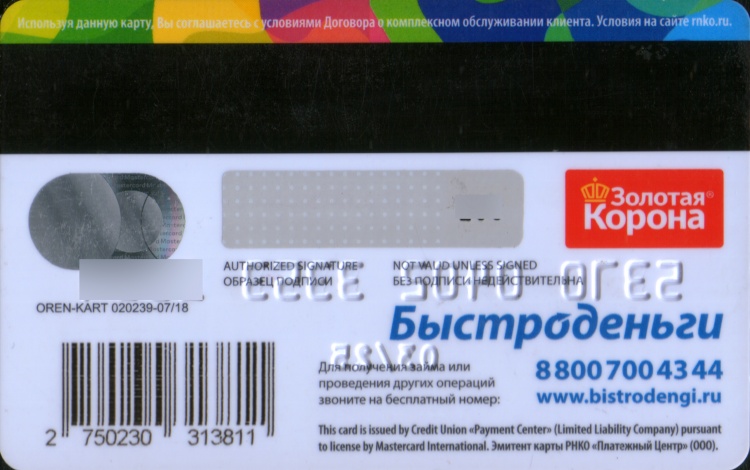 Используя данную карту, Вы соглашаетесь с условиями Договора о комплексном обслуживании клиента. Условия на сайте rnko.ru.
Золотая®
Корона
AUTHORIZED SIGNATURE* NOT VALID UNLESS SIGNED
ОБРАЗЕЦ ПОДПИСИ БЕЗ ПОДПИСИ НЕДЕЙСТВИТЕЛЬНА
OREN-KART 020239-07/18
Быстроденьги
Для получения займа или
проведения других операций
звоните на бесплатный номер:
8 800 700 43 44
www.bistrodengi.ru
03/25
2 750230 313811
This card is issued by Credit Union «Payment Center» (Limited Liability Company) pursuant
to license by Mastercard International. Эмитент карты РНКО «Платежный Центр» (ООО).